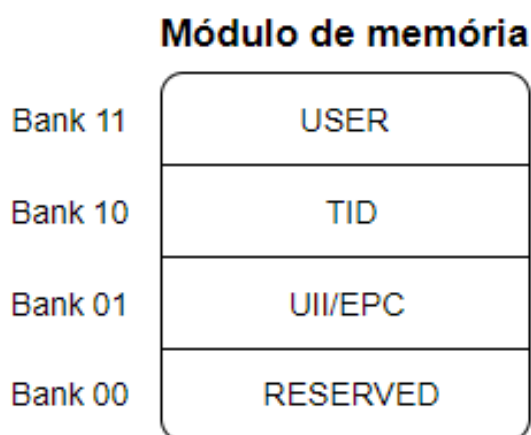 Módulo de memória
Bank 11 USER
Bank 10 TID
Bank 01 UII/EPC
Bank 00 RESERVED